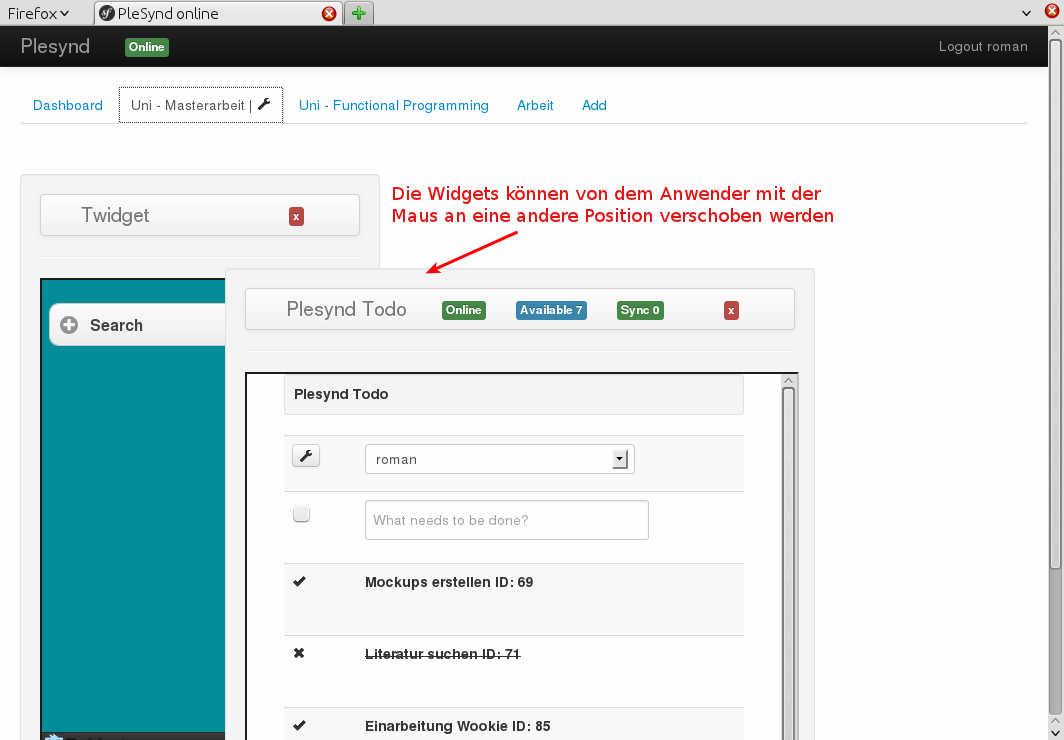 Firefox
PleSynd online
Plesynd Online Logout roman
Dashboard Uni - Masterarbeit | Uni - Functional Programming Arbeit Add
Die Widgets können von dem Anwender mit der
Maus an eine andere Position verschoben werden
Twidget x
Search
Plesynd Todo Online Available 7 Sync 0 x
Plesynd Todo
roman
What needs to be done?
Mockups erstellen ID: 69
Literatur suchen ID: 71
Einarbeitung Wookie ID: 85